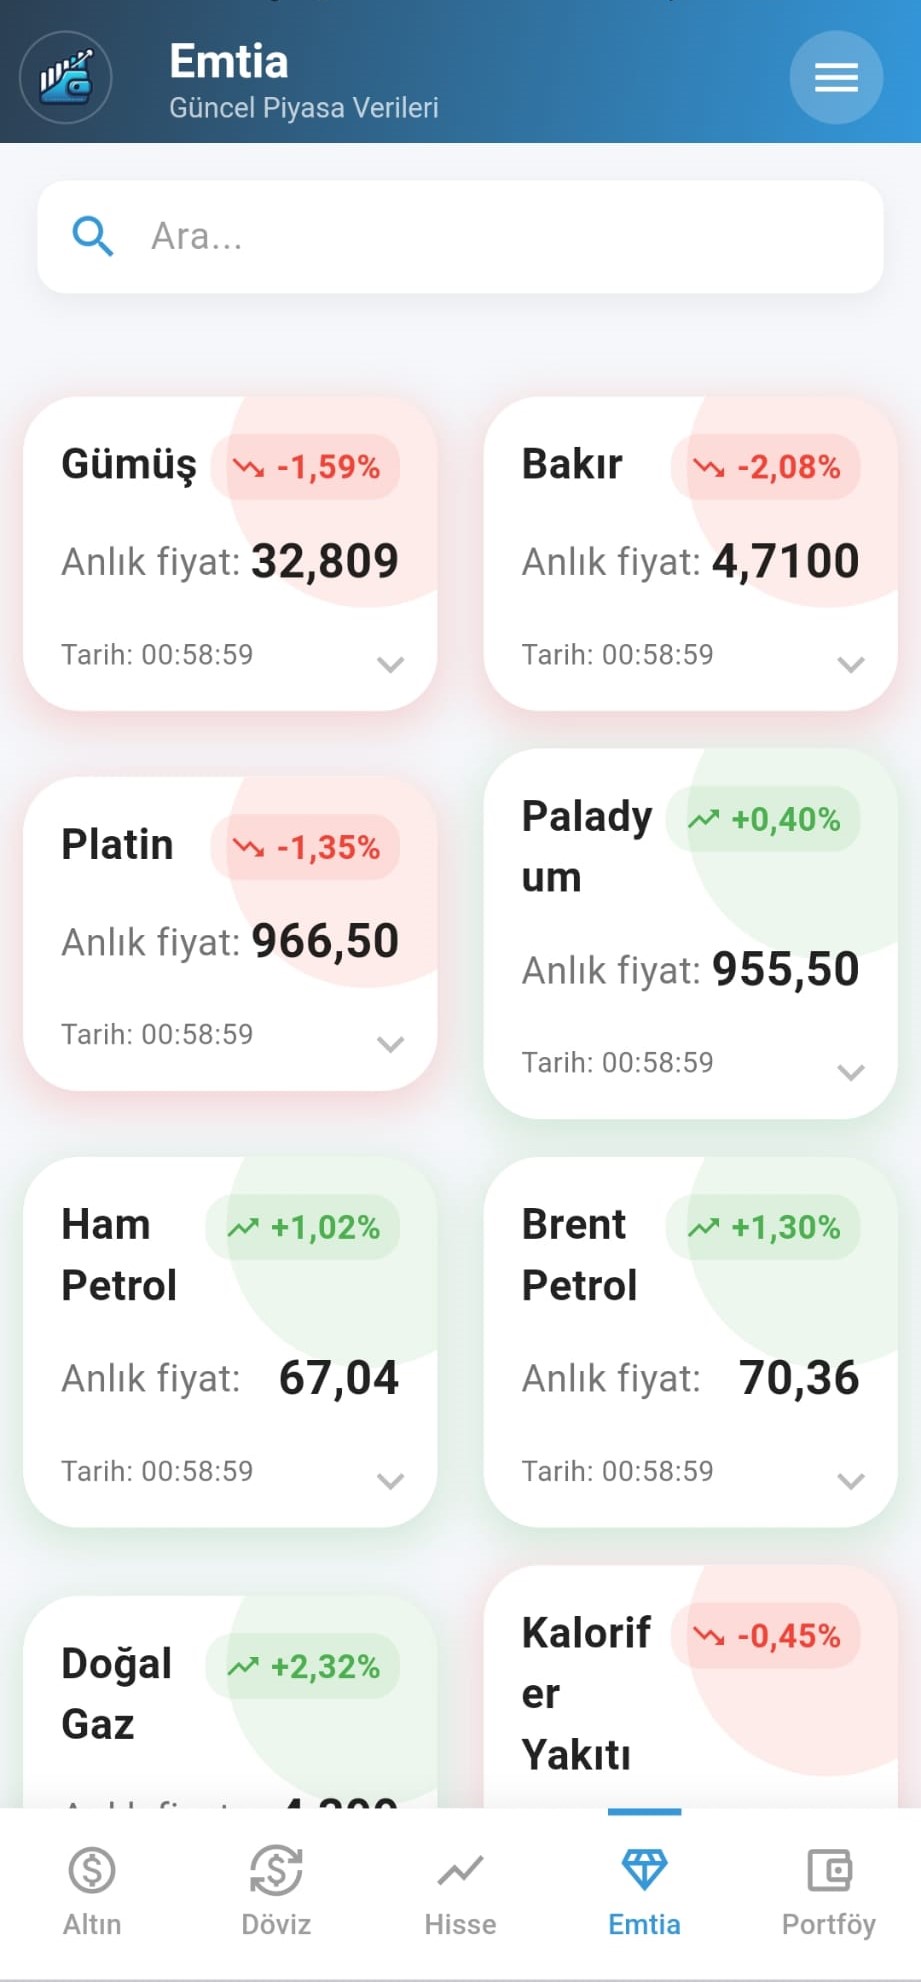 Emtia
Güncel Piyasa Verileri
Ara...
Gümüş -1,59%
Anlık fiyat: 32,809
Tarih: 00:58:59
Bakır -2,08%
Anlık fiyat: 4,7100
Tarih: 00:58:59
Platin -1,35%
Anlık fiyat: 966,50
Tarih: 00:58:59
Palady +0,40%
um
Anlık fiyat: 955,50
Tarih: 00:58:59
Ham +1,02%
Petrol
Anlık fiyat: 67,04
Tarih: 00:58:59
Brent +1,30%
Petrol
Anlık fiyat: 70,36
Tarih: 00:58:59
Doğal +2,32%
Gaz
Kalorif -0,45%
er
Yakıtı
Altın
Döviz
Hisse
Emtia
Portföy